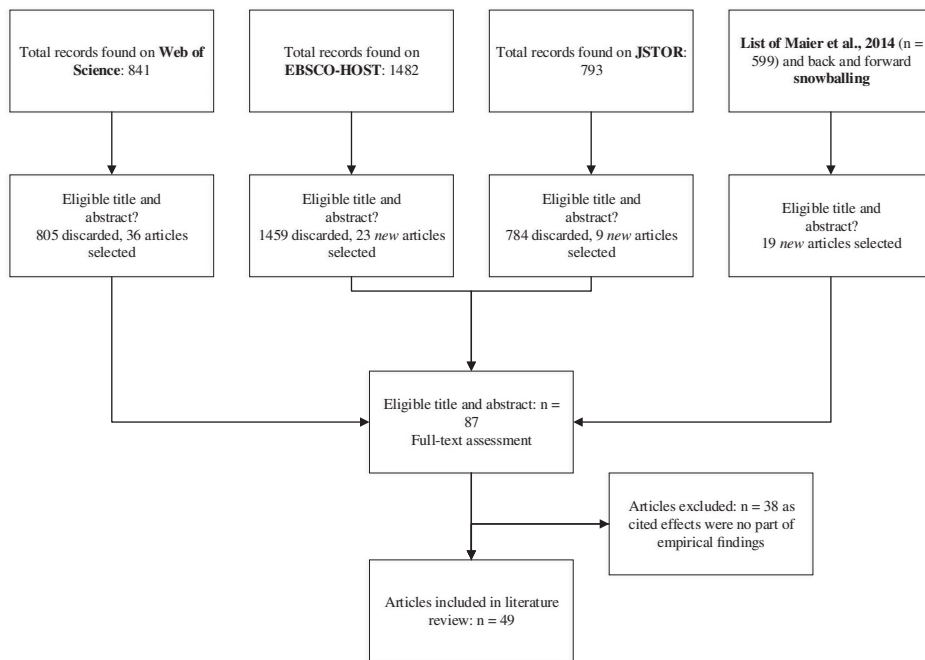 Total records found on Web of
Science: 841
Total records found on
EBSCO-HOST: 1482
Total records found on JSTOR:
793
List of Maier et al., 2014 (n =
599) and back and forward
snowballing
Eligible title and
abstract?
805 discarded, 36 articles
selected
Eligible title and
abstract?
1459 discarded, 23 new articles
selected
Eligible title and
abstract?
784 discarded, 9 new articles
selected
Eligible title and
abstract?
19 new articles selected
Eligible title and abstract: n =
87
Full-text assessment
Articles excluded: n = 38 as
cited effects were no part of
empirical findings
Articles included in literature
review: n = 49